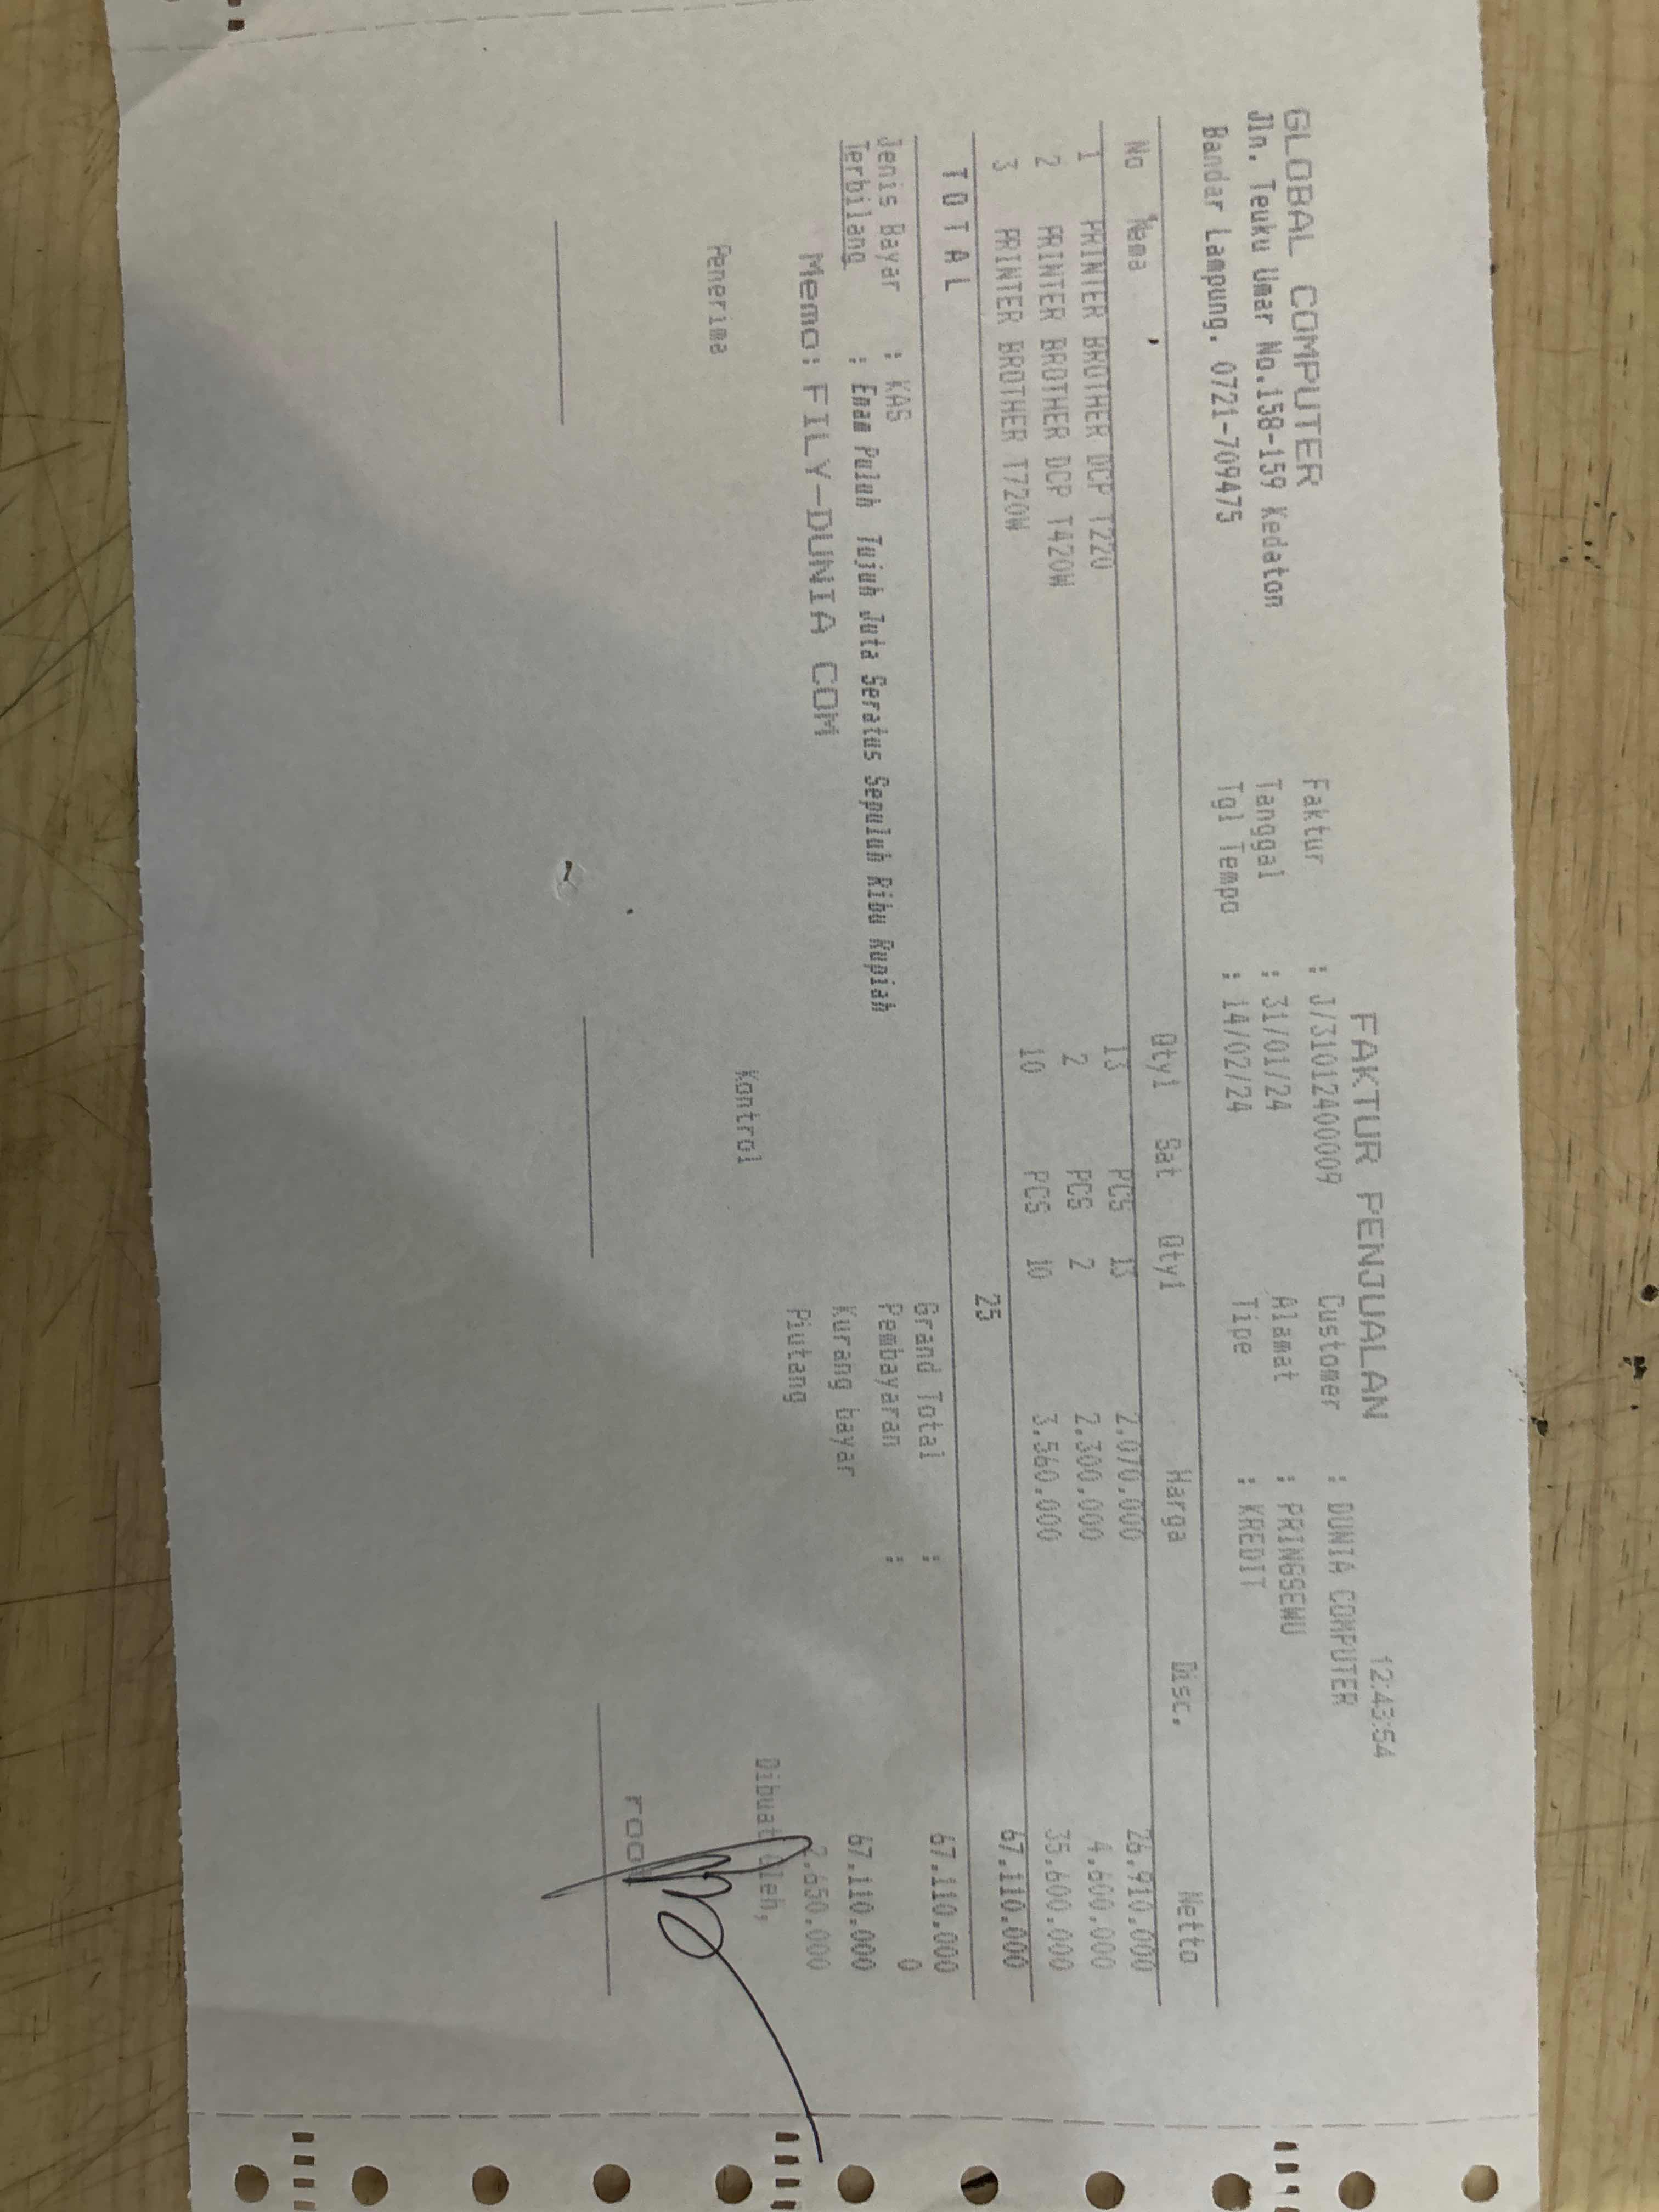 FAKTUR PENJUALAN 12:43:54
GLOBAL COMPUTER Faktur : J/31012400009 Customer : DUNIA COMPUTER
Jln. Teuku Umar No.158-159 Kedaton Tanggal : 31/01/24 Alamat : PRINGSEWU
Bandar Lampung. 0721-709475 Tgl Tempo : 14/02/24 Tipe : KREDIT
No Nama Qty1 Sat Qty1 Harga Disc. Netto
1 PRINTER BROTHER DCP T220 13 PCS 13 2.070.000 26.910.000
2 PRINTER BROTHER DCP T420W 2 PCS 2 2.300.000 4.600.000
3 PRINTER BROTHER T720W 10 PCS 10 3.560.000 35.600.000
T O T A L 25 67.110.000
Jenis Bayar : KAS Grand Total : 67.110.000
Terbilang : Enam Puluh Tujuh Juta Seratus Sepuluh Ribu Rupiah Pembayaran : 0
Memo: FILY-DUNIA COM Kurang bayar 67.110.000
Piutang 2.650.000
Penerima Kontrol Dibuat Oleh,